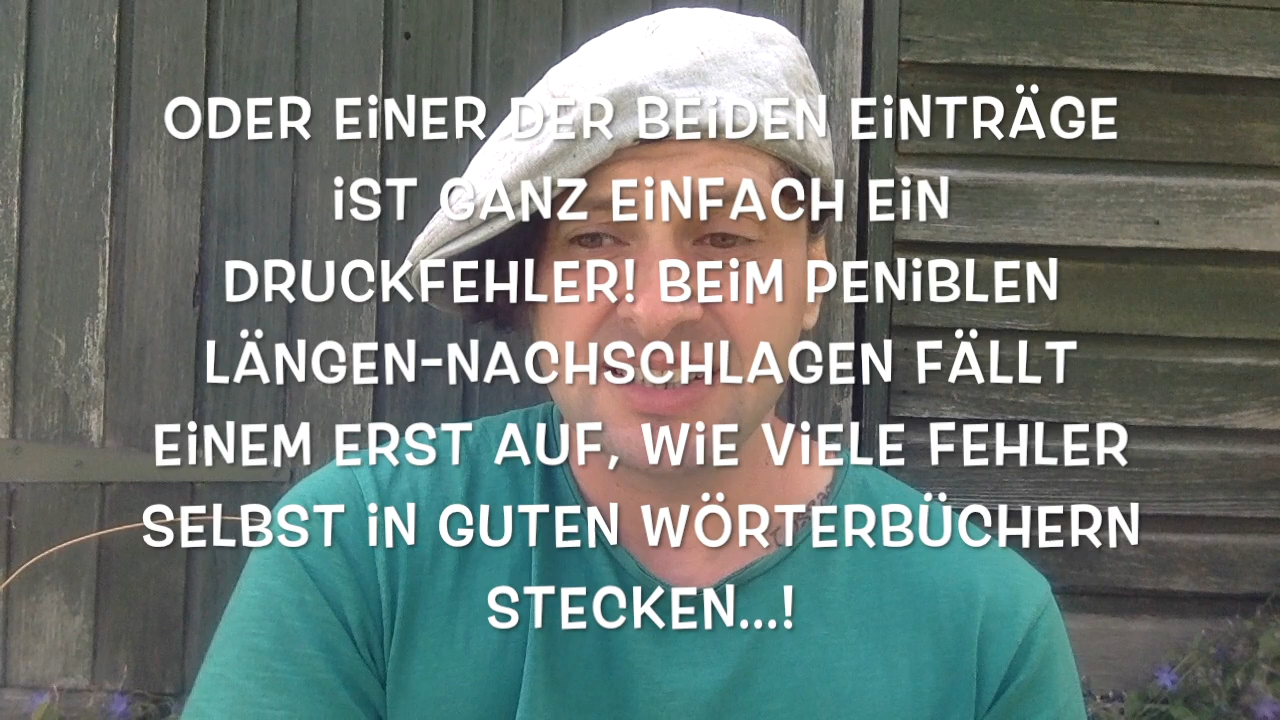 ODER EiNER DER BEiDEN EiNTRÄGE
iST GANZ EiNFACH EiN
DRUCKFEHLER! BEiM PENiBLEN
LÄNGEN-NACHSCHLAGEN FÄLLT
EiNEM ERST AUF, WiE ViELE FEHLER
SELBST iN GUTEN WÖRTERBÜCHERN
STECKEN...!